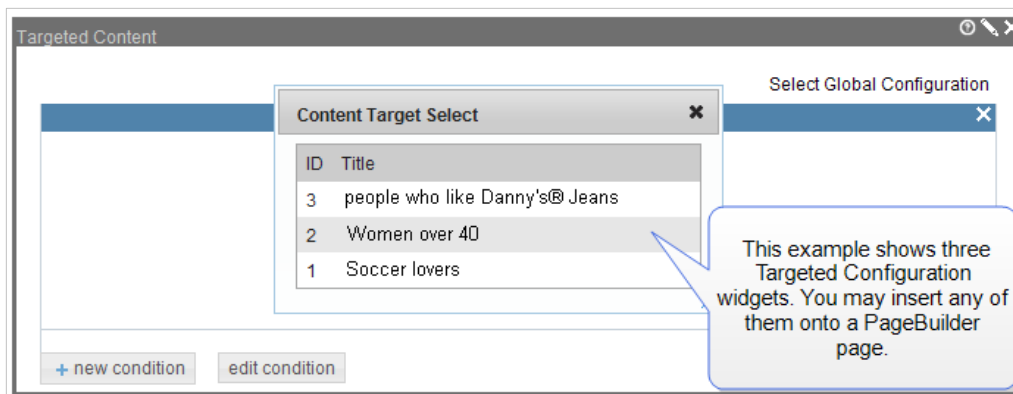 Targeted Content
Select Global Configuration
Content Target Select
ID Title
3 people who like Danny's® Jeans
2 Women over 40
1 Soccer lovers
This example shows three
Targeted Configuration
widgets. You may insert any of
them onto a PageBuilder
page.
+ new condition edit condition